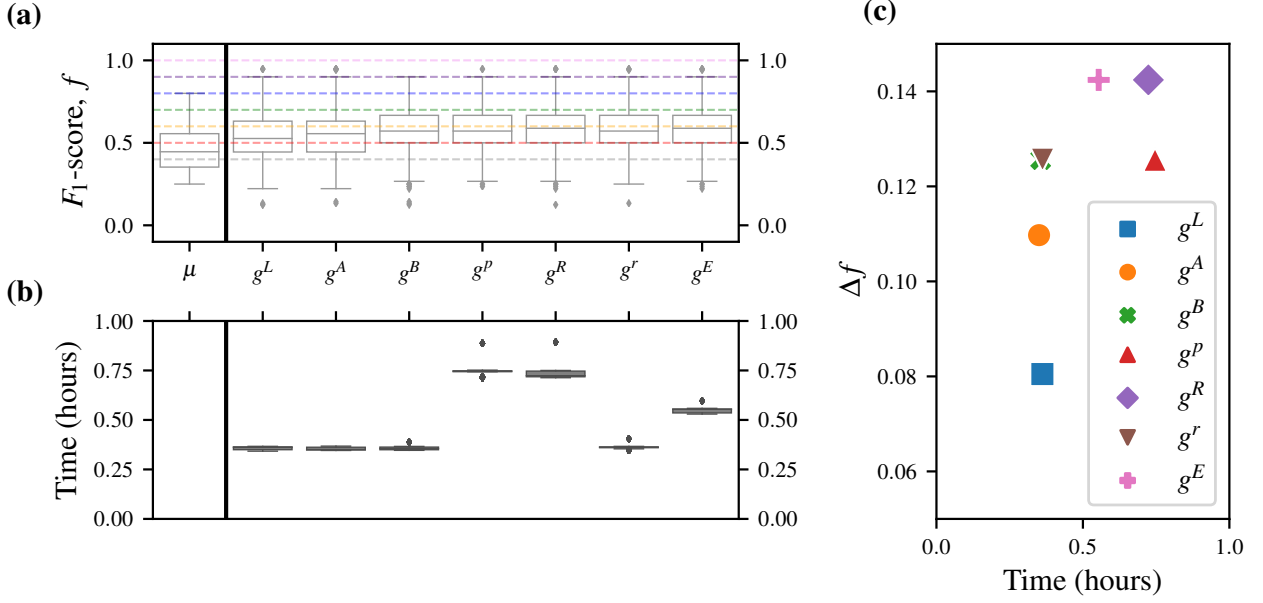 (a)
F₁-score, f
1.0
0.5
0.0
1.0
0.5
0.0
μ
g^L
g^A
g^B
g^p
g^R
g^r
g^E
(b)
Time (hours)
1.00
0.75
0.50
0.25
0.00
1.00
0.75
0.50
0.25
0.00
(c)
Δf
0.14
0.12
0.10
0.08
0.06
g^L
g^A
g^B
g^p
g^R
g^r
g^E
0.0
0.5
1.0
Time (hours)